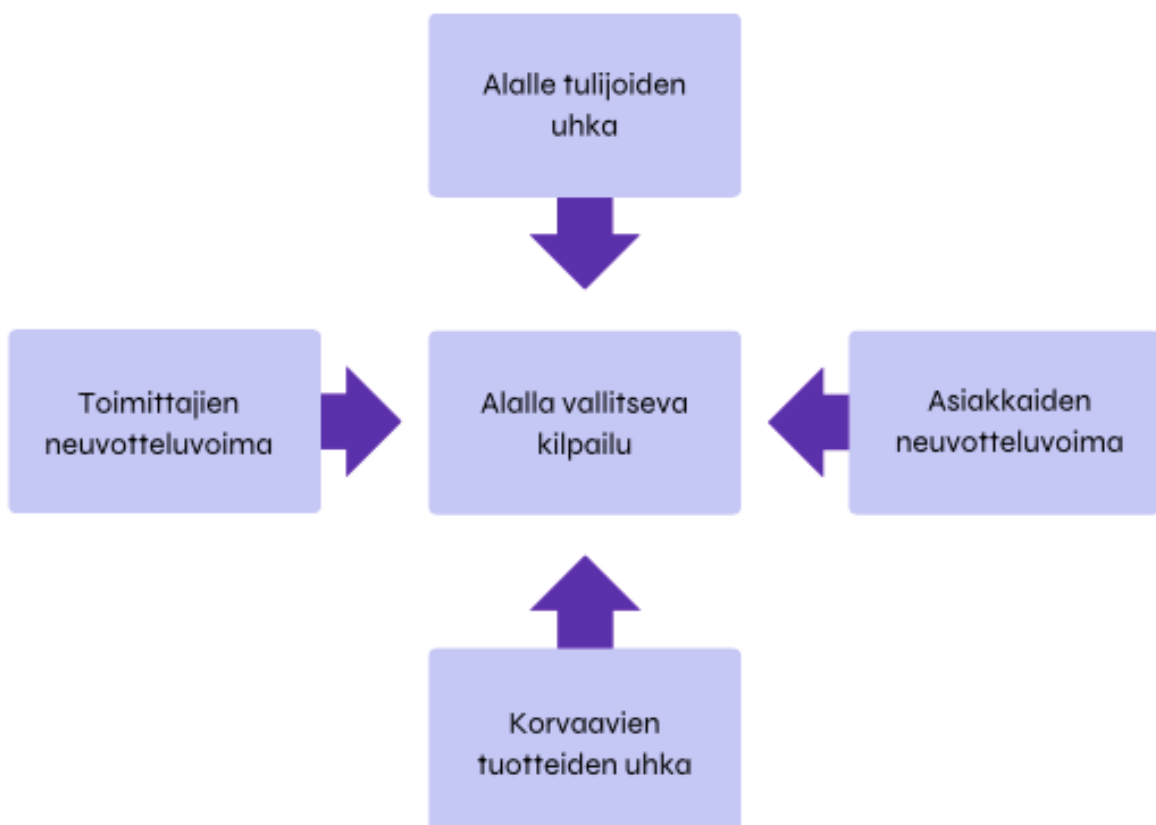 Alalle tulijoiden
uhka
Toimittajien
neuvotteluvoima
Alalla vallitseva
kilpailu
Asiakkaiden
neuvotteluvoima
Korvaavien
tuotteiden uhka